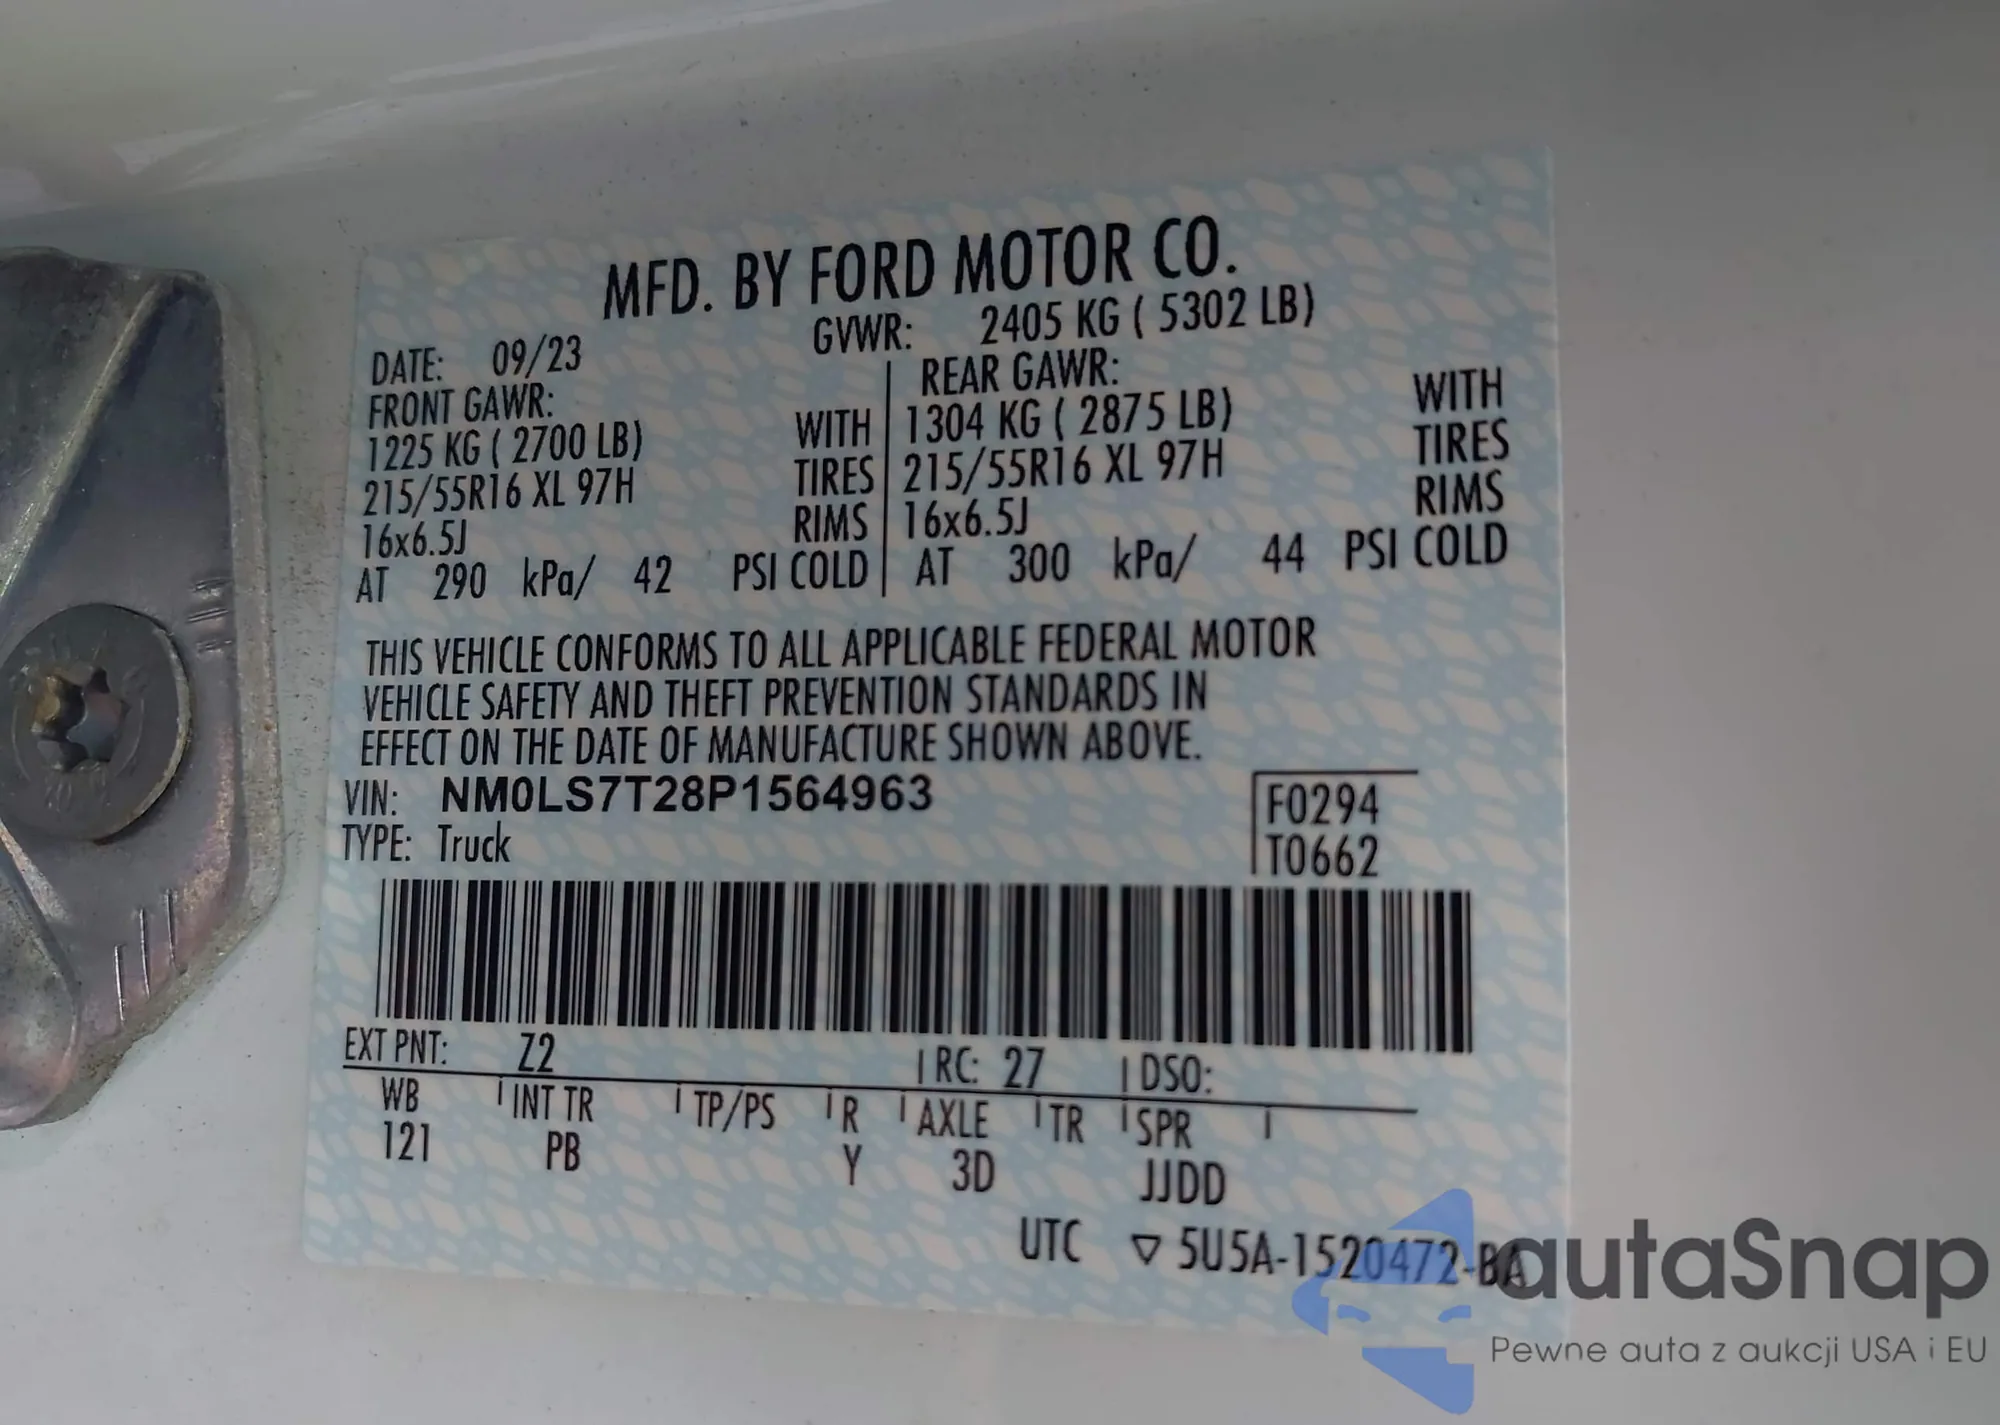 MFD. BY FORD MOTOR CO.
DATE: 09/23 GVWR: 2405 KG ( 5302 LB)
FRONT GAWR: REAR GAWR:
1225 KG ( 2700 LB) WITH 1304 KG ( 2875 LB) WITH
215/55R16 XL 97H TIRES 215/55R16 XL 97H TIRES
16x6.5J RIMS 16x6.5J RIMS
AT 290 kPa/ 42 PSI COLD AT 300 kPa/ 44 PSI COLD
THIS VEHICLE CONFORMS TO ALL APPLICABLE FEDERAL MOTOR
VEHICLE SAFETY AND THEFT PREVENTION STANDARDS IN
EFFECT ON THE DATE OF MANUFACTURE SHOWN ABOVE.
VIN: NM0LS7T28P1564963 F0294
TYPE: Truck T0662
EXT PNT: Z2 RC: 27 DSO:
WB INT TR TP/PS R AXLE TR SPR
121 PB Y 3D JJDD
UTC ▽ 5U5A-1520472-BA
autaSnap
Pewne auta z aukcji USA i EU